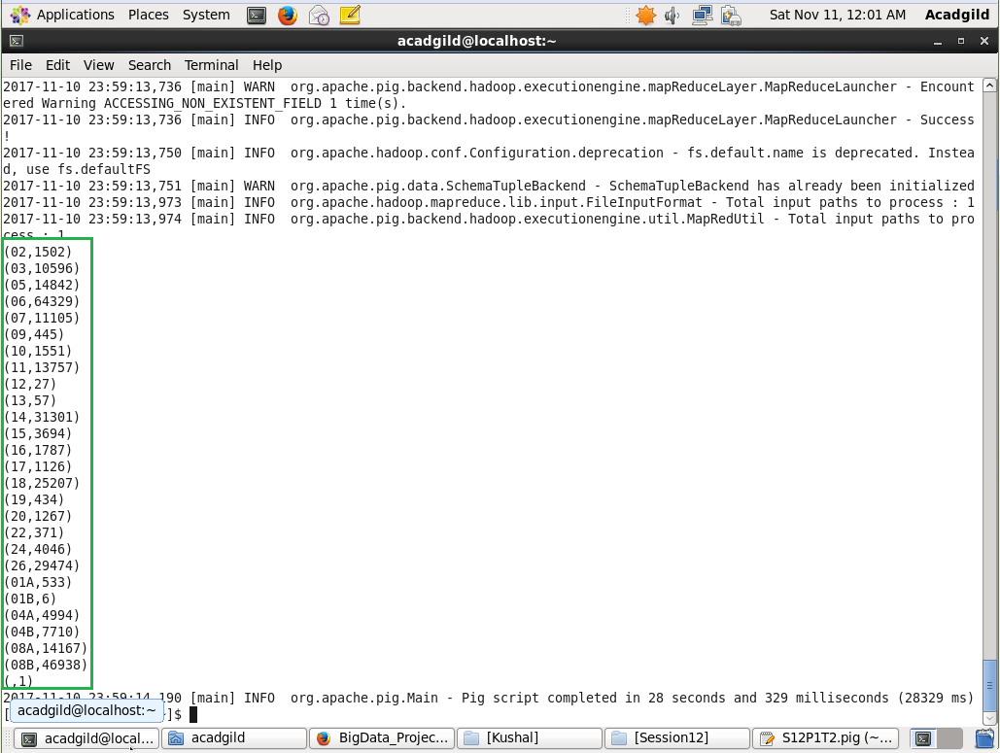 Applications Places System Sat Nov 11, 12:01 AM Acadgild
acadgild@localhost:~
File Edit View Search Terminal Help
2017-11-10 23:59:13,736 [main] WARN  org.apache.pig.backend.hadoop.executionengine.mapReduceLayer.MapReduceLauncher - Encount
ered Warning ACCESSING_NON_EXISTENT_FIELD 1 time(s).
2017-11-10 23:59:13,736 [main] INFO  org.apache.pig.backend.hadoop.executionengine.mapReduceLayer.MapReduceLauncher - Success
!
2017-11-10 23:59:13,750 [main] INFO  org.apache.hadoop.conf.Configuration.deprecation - fs.default.name is deprecated. Instea
d, use fs.defaultFS
2017-11-10 23:59:13,751 [main] WARN  org.apache.pig.data.SchemaTupleBackend - SchemaTupleBackend has already been initialized
2017-11-10 23:59:13,973 [main] INFO  org.apache.hadoop.mapreduce.lib.input.FileInputFormat - Total input paths to process : 1
2017-11-10 23:59:13,974 [main] INFO  org.apache.pig.backend.hadoop.executionengine.util.MapRedUtil - Total input paths to pro
cess : 1
(02,1502)
(03,10596)
(05,14842)
(06,64329)
(07,11105)
(09,445)
(10,1551)
(11,13757)
(12,27)
(13,57)
(14,31301)
(15,3694)
(16,1787)
(17,1126)
(18,25207)
(19,434)
(20,1267)
(22,371)
(24,4046)
(26,29474)
(01A,533)
(01B,6)
(04A,4994)
(04B,7710)
(08A,14167)
(08B,46938)
(,1)
2017-11-10 23:59:14,190 [main] INFO  org.apache.pig.Main - Pig script completed in 28 seconds and 329 milliseconds (28329 ms)
[ ]$
acadgild@localhost:~
acadgild@local... acadgild BigData_Projec... [Kushal] [Session12] S12P1T2.pig (~...